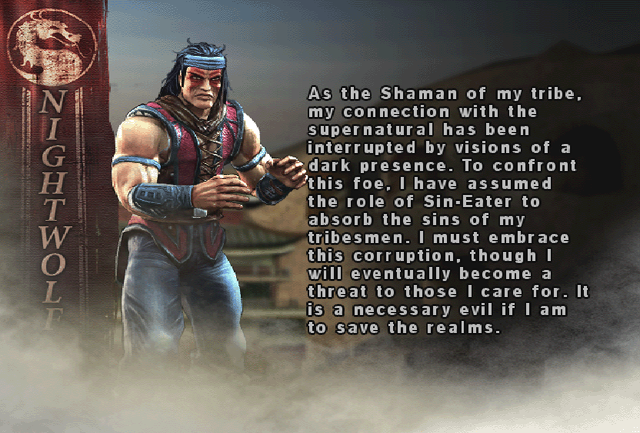 NIGHTWOLF
As the Shaman of my tribe,
my connection with the
supernatural has been
interrupted by visions of a
dark presence. To confront
this foe, I have assumed
the role of Sin-Eater to
absorb the sins of my
tribesmen. I must embrace
this corruption, though I
will eventually become a
threat to those I care for. It
is a necessary evil if I am
to save the realms.